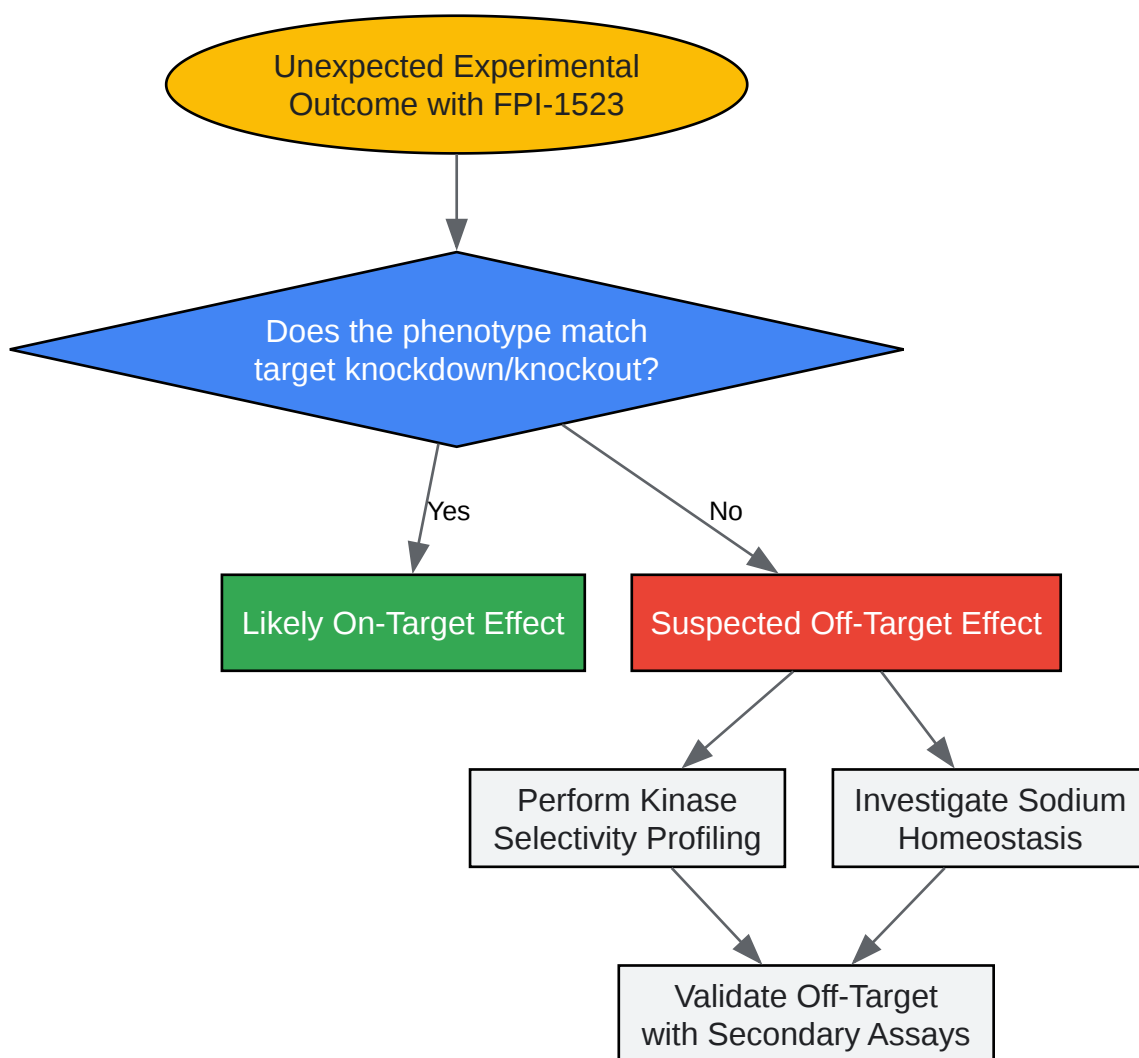 Unexpected Experimental
Outcome with FPI-1523
Does the phenotype match
target knockdown/knockout?
Yes
No
Likely On-Target Effect
Suspected Off-Target Effect
Perform Kinase
Selectivity Profiling
Investigate Sodium
Homeostasis
Validate Off-Target
with Secondary Assays